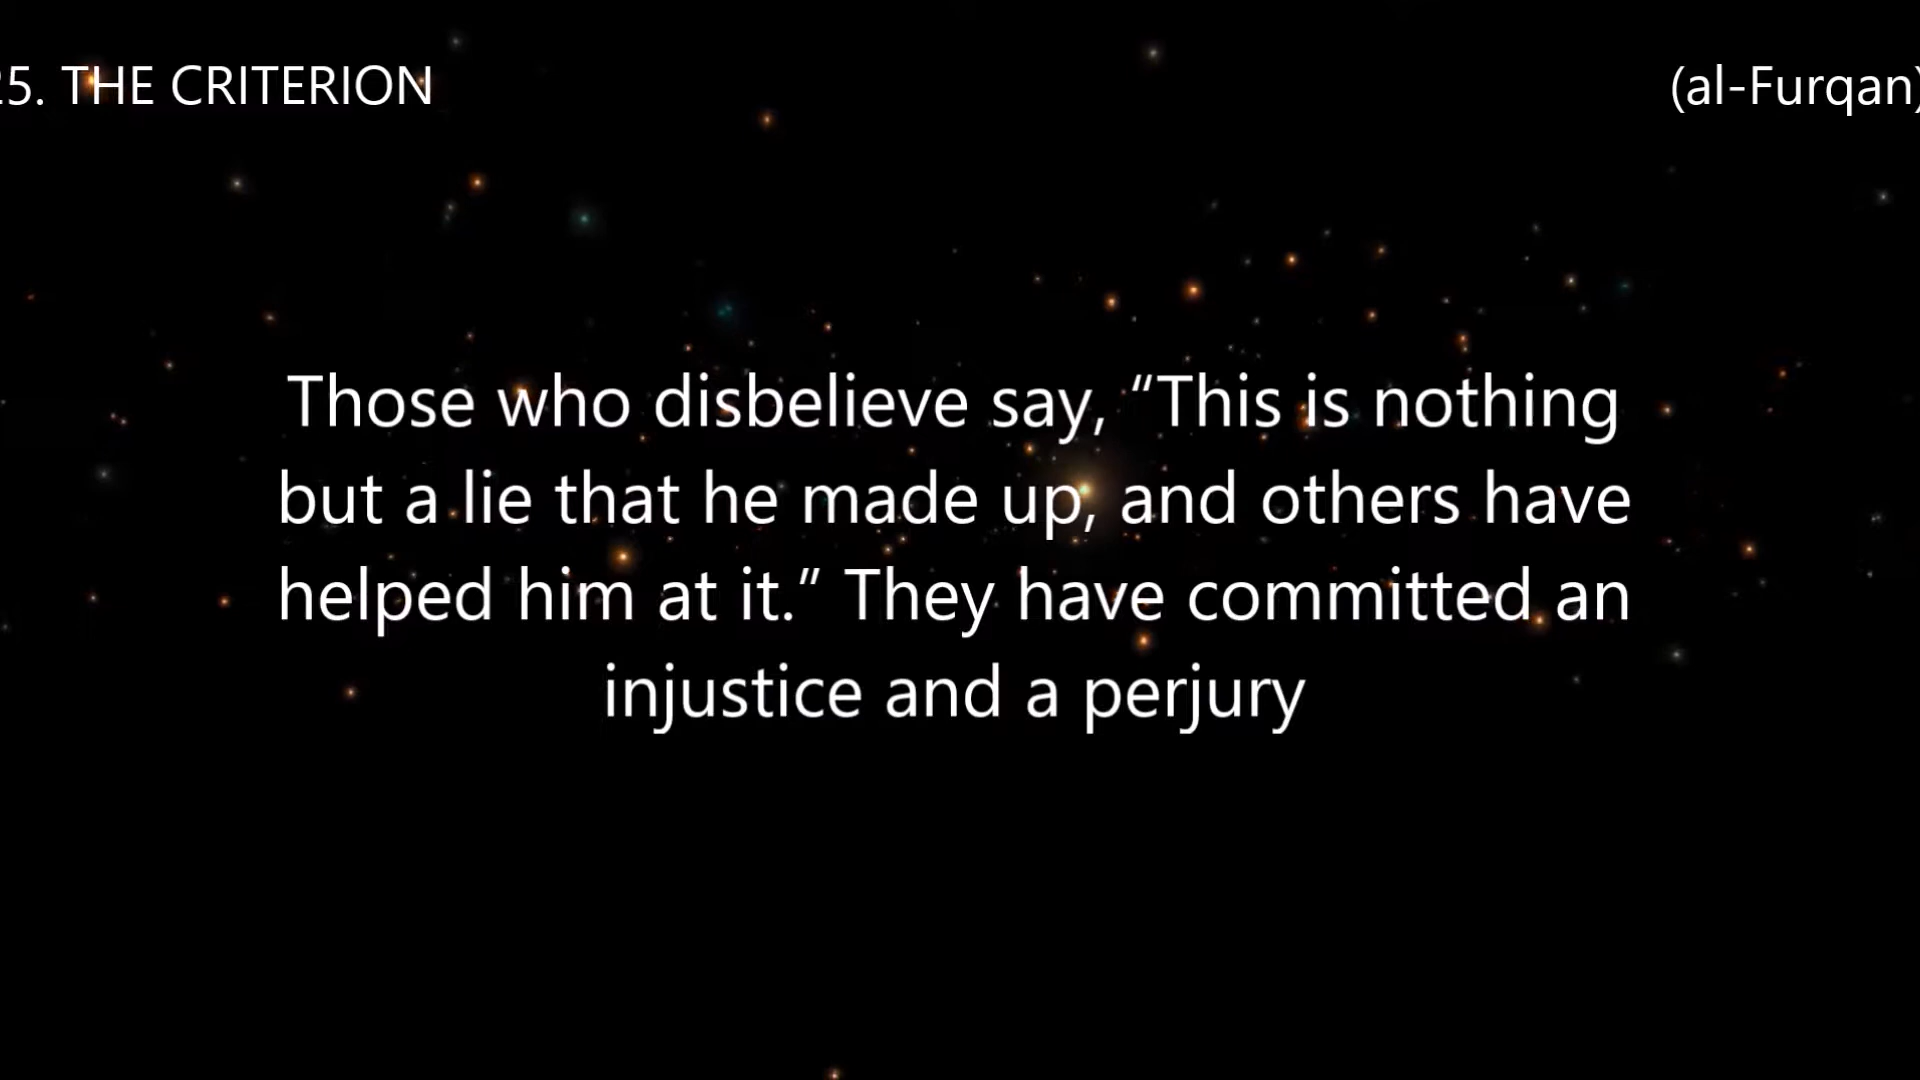 25. THE CRITERION (al-Furqan)
Those who disbelieve say, “This is nothing
but a lie that he made up, and others have
helped him at it.” They have committed an
injustice and a perjury